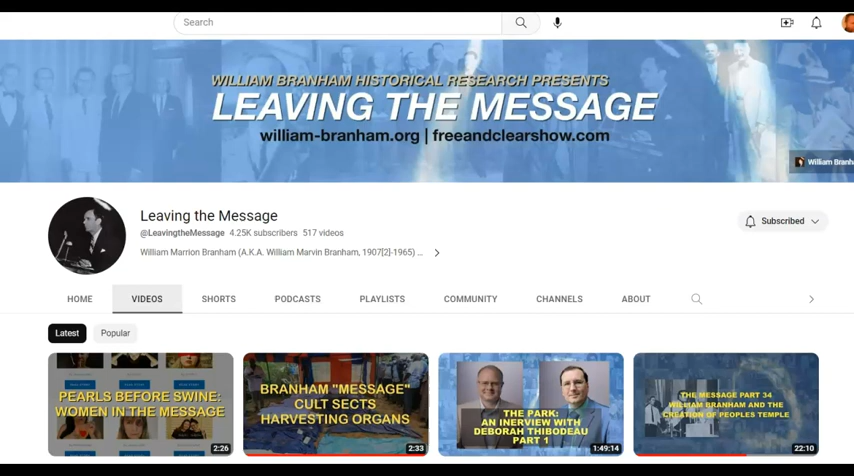 Search
WILLIAM BRANHAM HISTORICAL RESEARCH PRESENTS
LEAVING THE MESSAGE
william-branham.org | freeandclearshow.com
William Branh
Leaving the Message
@LeavingtheMessage 4.25K subscribers 517 videos
Subscribed
William Marrion Branham (A.K.A. William Marvin Branham, 1907[2]-1965) ...
HOME VIDEOS SHORTS PODCASTS PLAYLISTS COMMUNITY CHANNELS ABOUT
Latest Popular
PEARLS BEFORE SWINE:
WOMEN IN THE MESSAGE
2:26
BRANHAM "MESSAGE"
CULT SECTS
HARVESTING ORGANS
2:33
THE PARK:
AN INERVIEW WITH
DEBORAH THIBODEAU
PART 1
1:49:14
THE MESSAGE PART 34
WILLIAM BRANHAM AND THE
CREATION OF PEOPLES TEMPLE
22:10